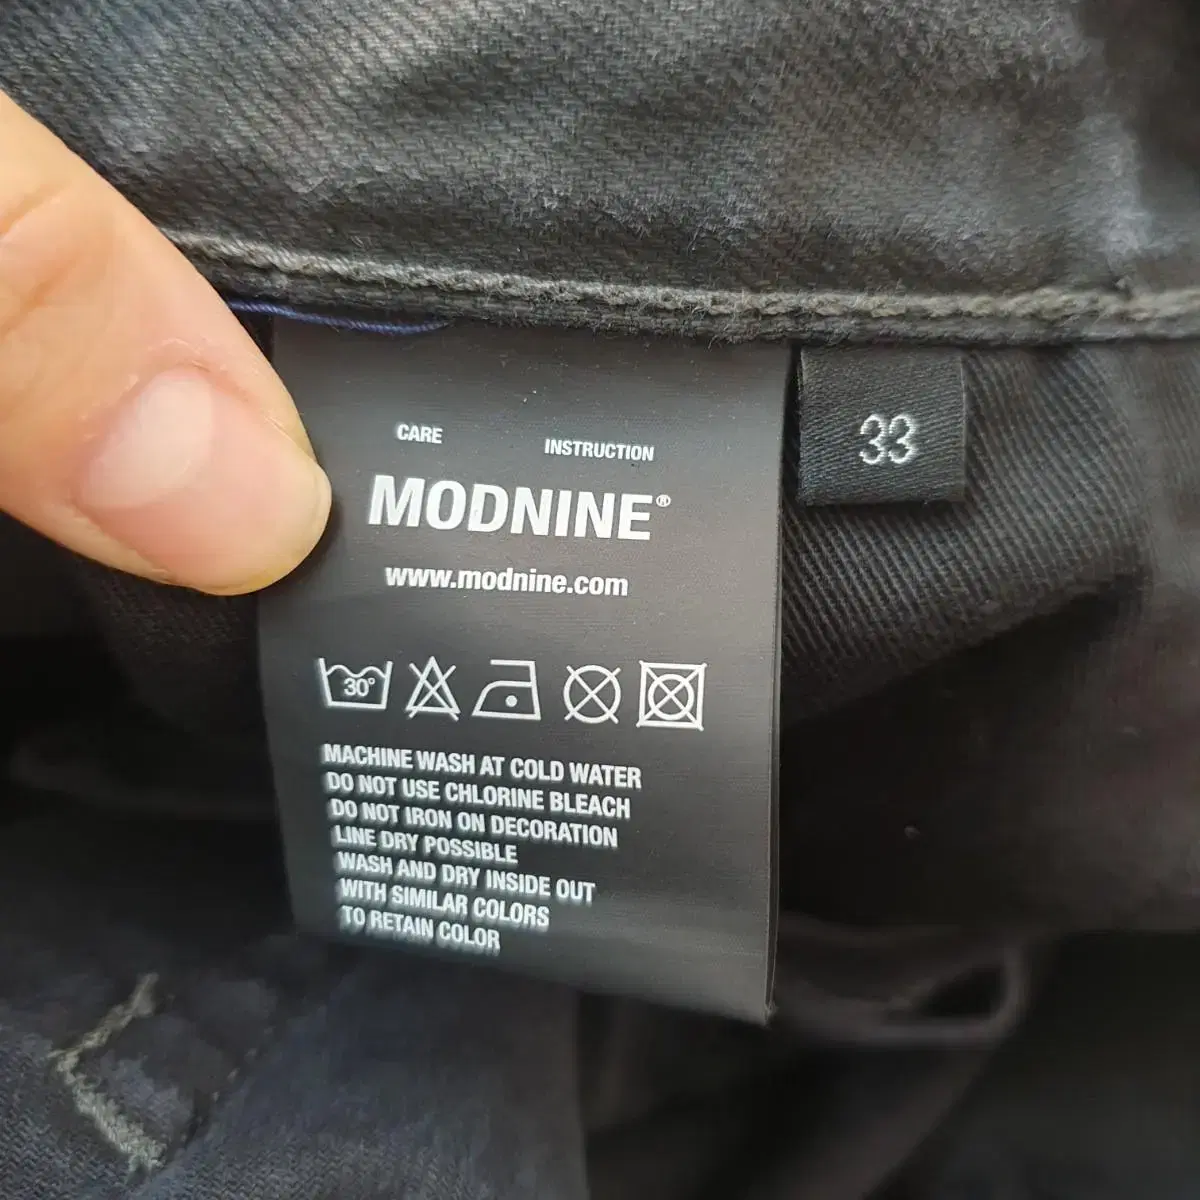 CARE INSTRUCTION
MODNINE®
www.modnine.com
33
30°
MACHINE WASH AT COLD WATER
DO NOT USE CHLORINE BLEACH
DO NOT IRON ON DECORATION
LINE DRY POSSIBLE
WASH AND DRY INSIDE OUT
WITH SIMILAR COLORS
TO RETAIN COLOR